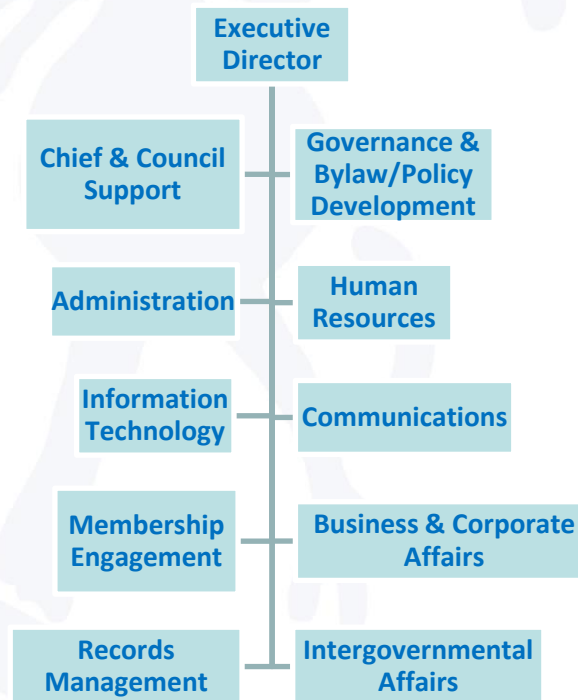 Executive
Director
Chief & Council
Support
Governance &
Bylaw/Policy
Development
Administration
Human
Resources
Information
Technology
Communications
Membership
Engagement
Business & Corporate
Affairs
Records
Management
Intergovernmental
Affairs